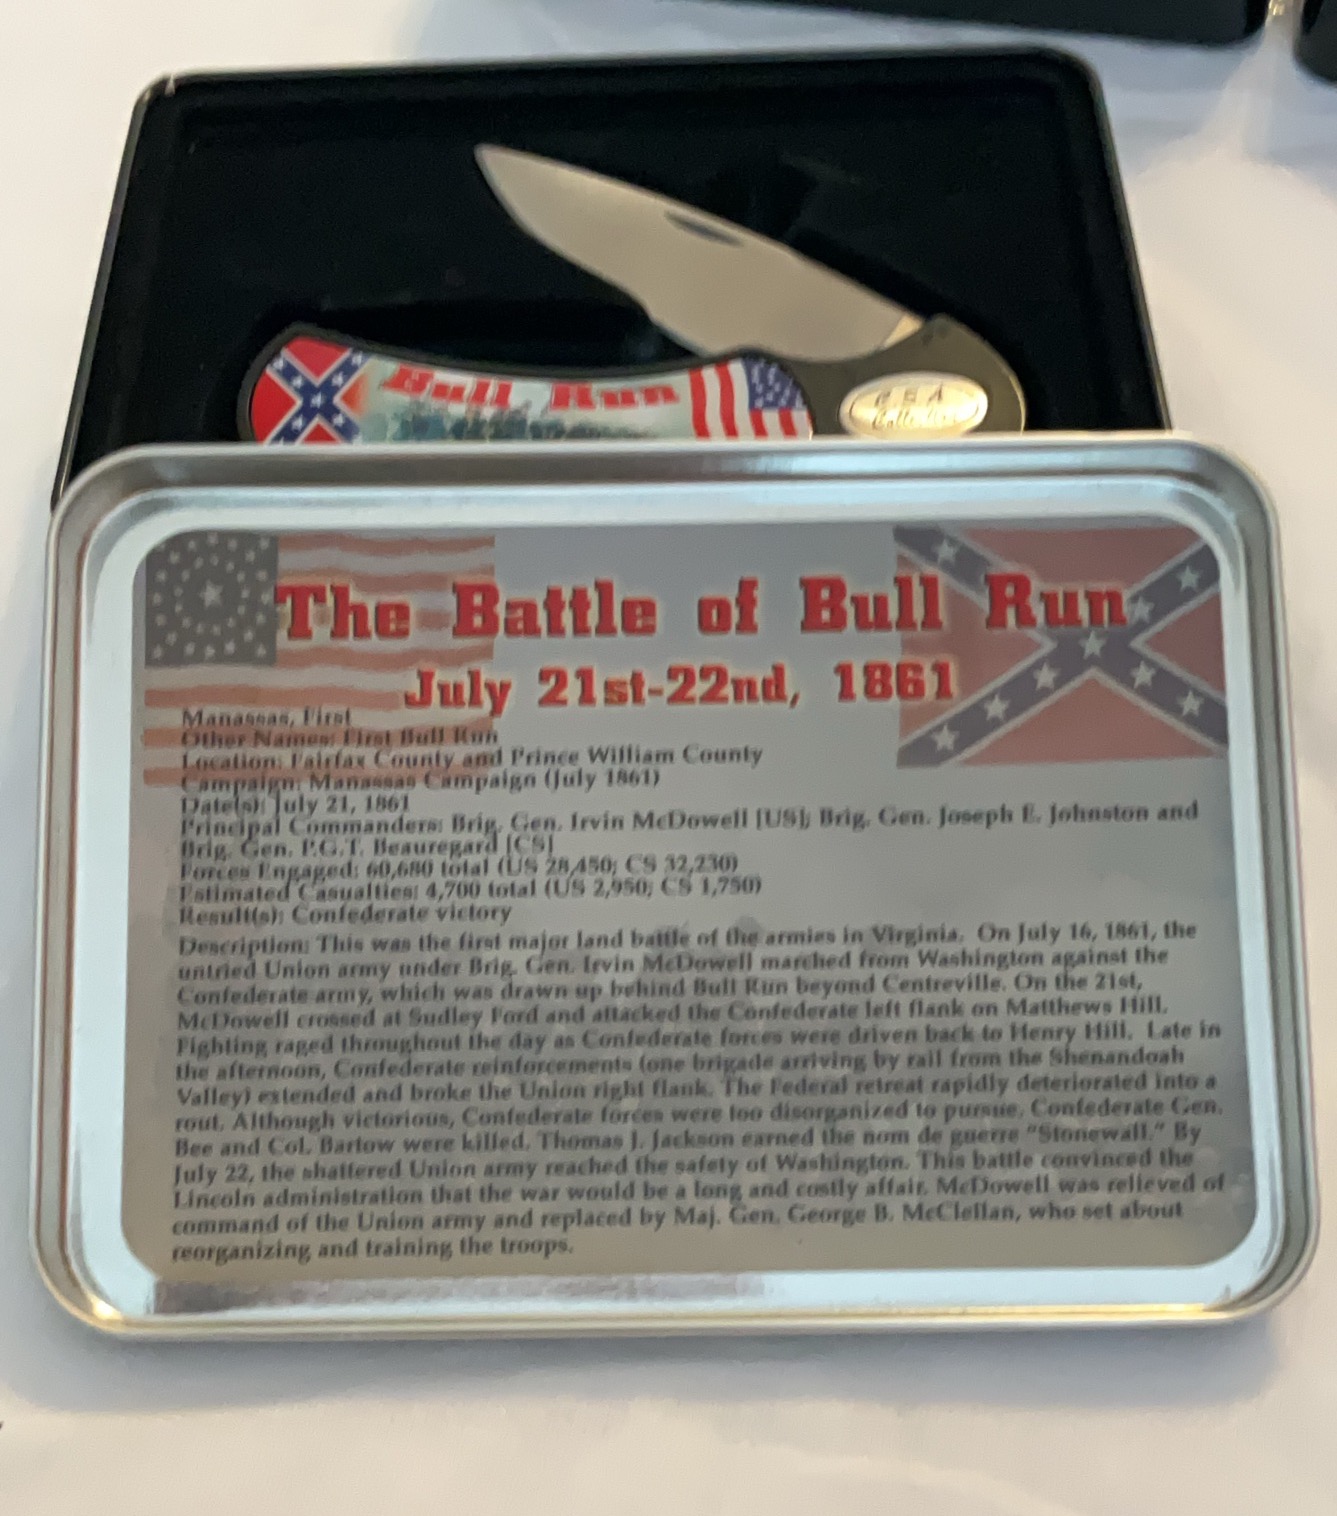 Bull Run
The Battle of Bull Run
July 21st-22nd, 1861
Manassas, First
Other Names: First Bull Run
Location: Fairfax County and Prince William County
Campaign: Manassas Campaign (July 1861)
Date(s): July 21, 1861
Principal Commanders: Brig. Gen. Irvin McDowell [US]; Brig. Gen. Joseph E. Johnston and
Brig. Gen. P.G.T. Beauregard [CS]
Forces Engaged: 60,680 total (US 28,450; CS 32,230)
Estimated Casualties: 4,700 total (US 2,950; CS 1,750)
Result(s): Confederate victory
Description: This was the first major land battle of the armies in Virginia. On July 16, 1861, the
untried Union army under Brig. Gen. Irvin McDowell marched from Washington against the
Confederate army, which was drawn up behind Bull Run beyond Centreville. On the 21st,
McDowell crossed at Sudley Ford and attacked the Confederate left flank on Matthews Hill.
Fighting raged throughout the day as Confederate forces were driven back to Henry Hill. Late in
the afternoon, Confederate reinforcements (one brigade arriving by rail from the Shenandoah
Valley) extended and broke the Union right flank. The Federal retreat rapidly deteriorated into a
rout. Although victorious, Confederate forces were too disorganized to pursue. Confederate Gen.
Bee and Col. Bartow were killed. Thomas J. Jackson earned the nom de guerre "Stonewall." By
July 22, the shattered Union army reached the safety of Washington. This battle convinced the
Lincoln administration that the war would be a long and costly affair. McDowell was relieved of
command of the Union army and replaced by Maj. Gen. George B. McClellan, who set about
reorganizing and training the troops.